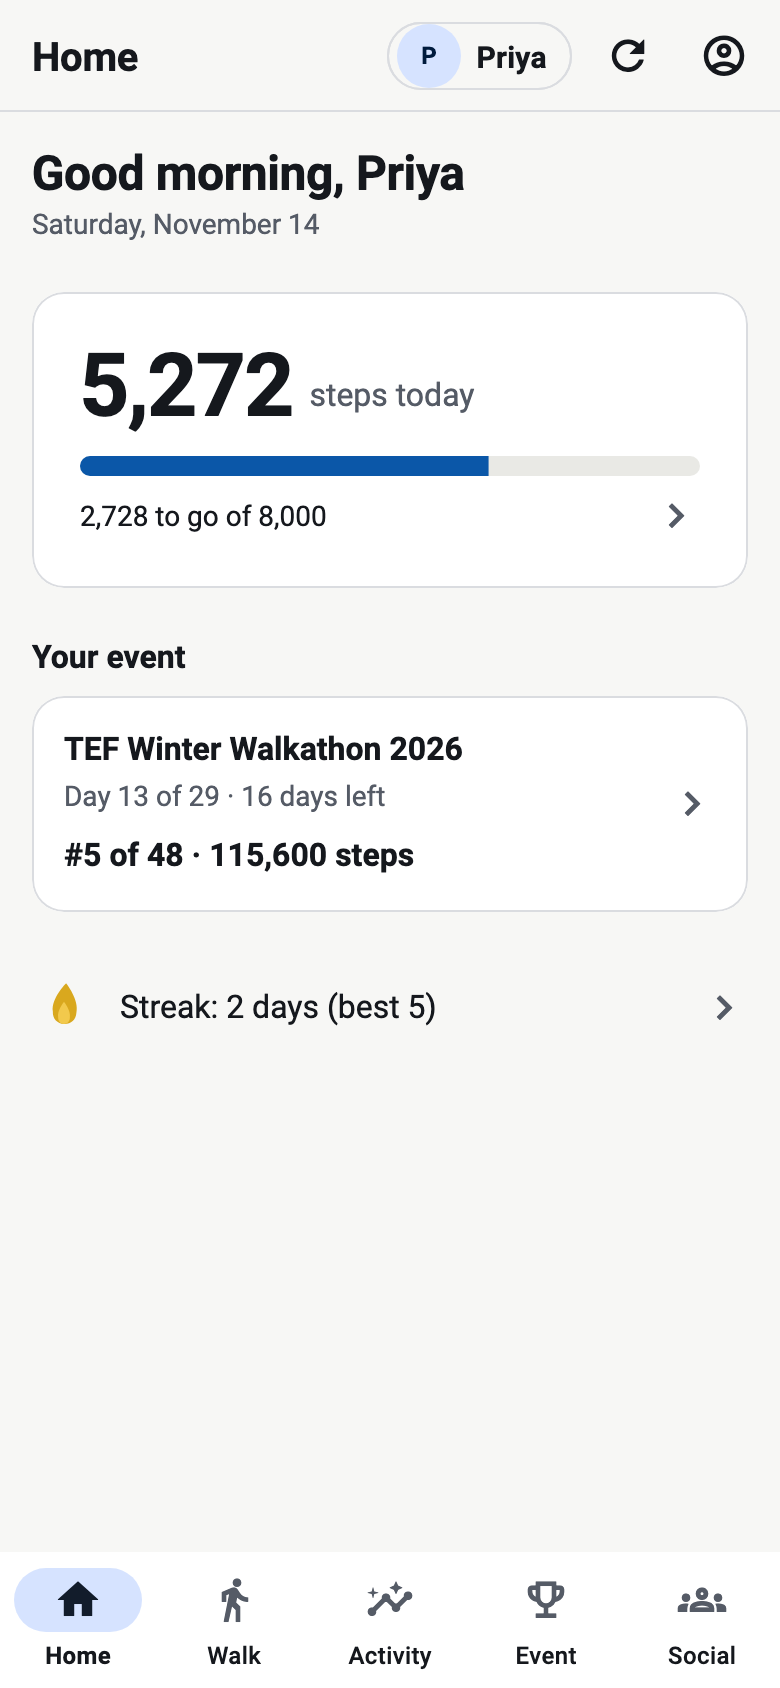 Home
P Priya
Good morning, Priya
Saturday, November 14
5,272 steps today
2,728 to go of 8,000
Your event
TEF Winter Walkathon 2026
Day 13 of 29 · 16 days left
#5 of 48 · 115,600 steps
Streak: 2 days (best 5)
Home Walk Activity Event Social